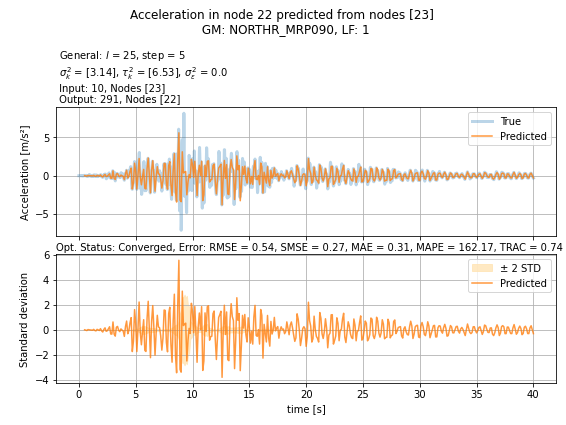 Acceleration in node 22 predicted from nodes [23]
GM: NORTHR_MRP090, LF: 1
General: l = 25, step = 5
σ²ₖ = [3.14], τ²ₖ = [6.53], σ²ε = 0.0
Input: 10, Nodes [23]
Output: 291, Nodes [22]
Acceleration [m/s²]
5
0
−5
True
Predicted
Opt. Status: Converged, Error: RMSE = 0.54, SMSE = 0.27, MAE = 0.31, MAPE = 162.17, TRAC = 0.74
Standard deviation
6
4
2
0
−2
−4
± 2 STD
Predicted
0 5 10 15 20 25 30 35 40
time [s]